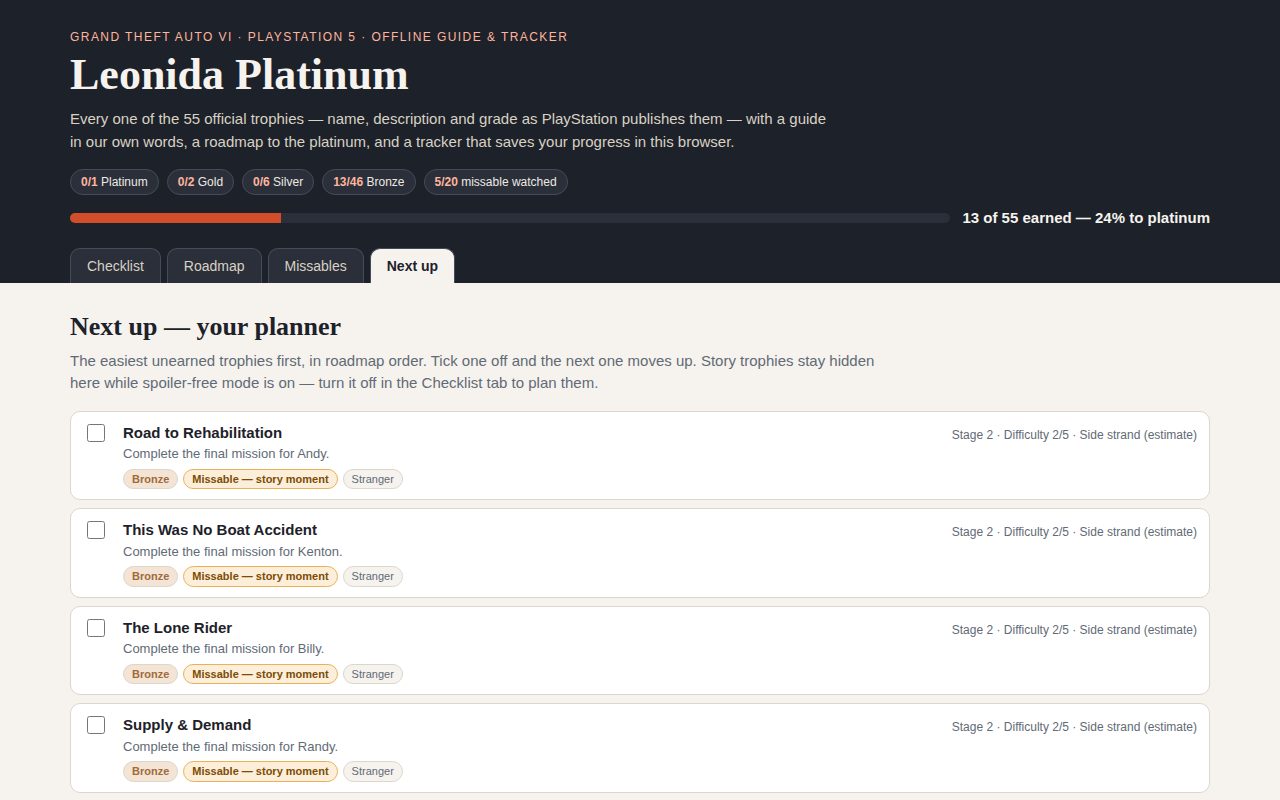 GRAND THEFT AUTO VI · PLAYSTATION 5 · OFFLINE GUIDE & TRACKER
Leonida Platinum
Every one of the 55 official trophies — name, description and grade as PlayStation publishes them — with a guide
in our own words, a roadmap to the platinum, and a tracker that saves your progress in this browser.
0/1 Platinum 0/2 Gold 0/6 Silver 13/46 Bronze 5/20 missable watched
13 of 55 earned — 24% to platinum
Checklist Roadmap Missables Next up
Next up — your planner
The easiest unearned trophies first, in roadmap order. Tick one off and the next one moves up. Story trophies stay hidden
here while spoiler-free mode is on — turn it off in the Checklist tab to plan them.
Road to Rehabilitation Stage 2 · Difficulty 2/5 · Side strand (estimate)
Complete the final mission for Andy.
Bronze Missable — story moment Stranger
This Was No Boat Accident Stage 2 · Difficulty 2/5 · Side strand (estimate)
Complete the final mission for Kenton.
Bronze Missable — story moment Stranger
The Lone Rider Stage 2 · Difficulty 2/5 · Side strand (estimate)
Complete the final mission for Billy.
Bronze Missable — story moment Stranger
Supply & Demand Stage 2 · Difficulty 2/5 · Side strand (estimate)
Complete the final mission for Randy.
Bronze Missable — story moment Stranger